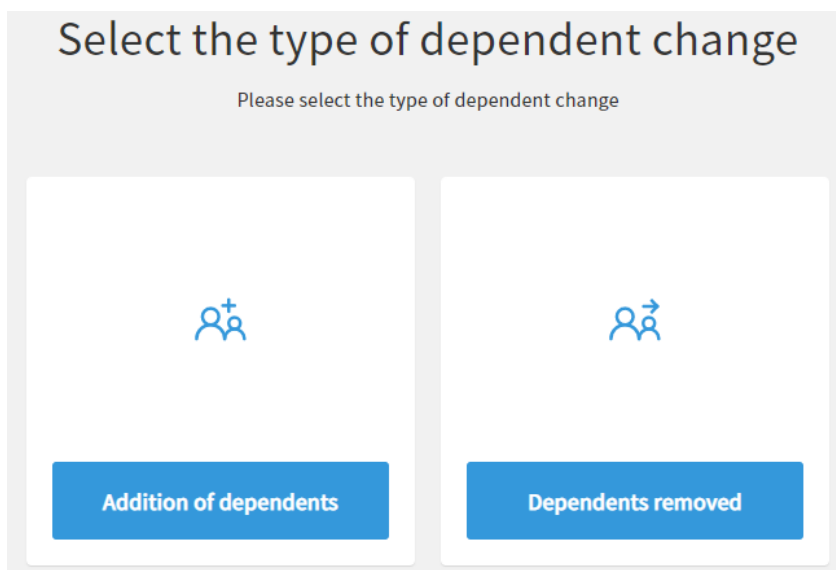 Select the type of dependent change
Please select the type of dependent change
Addition of dependents
Dependents removed